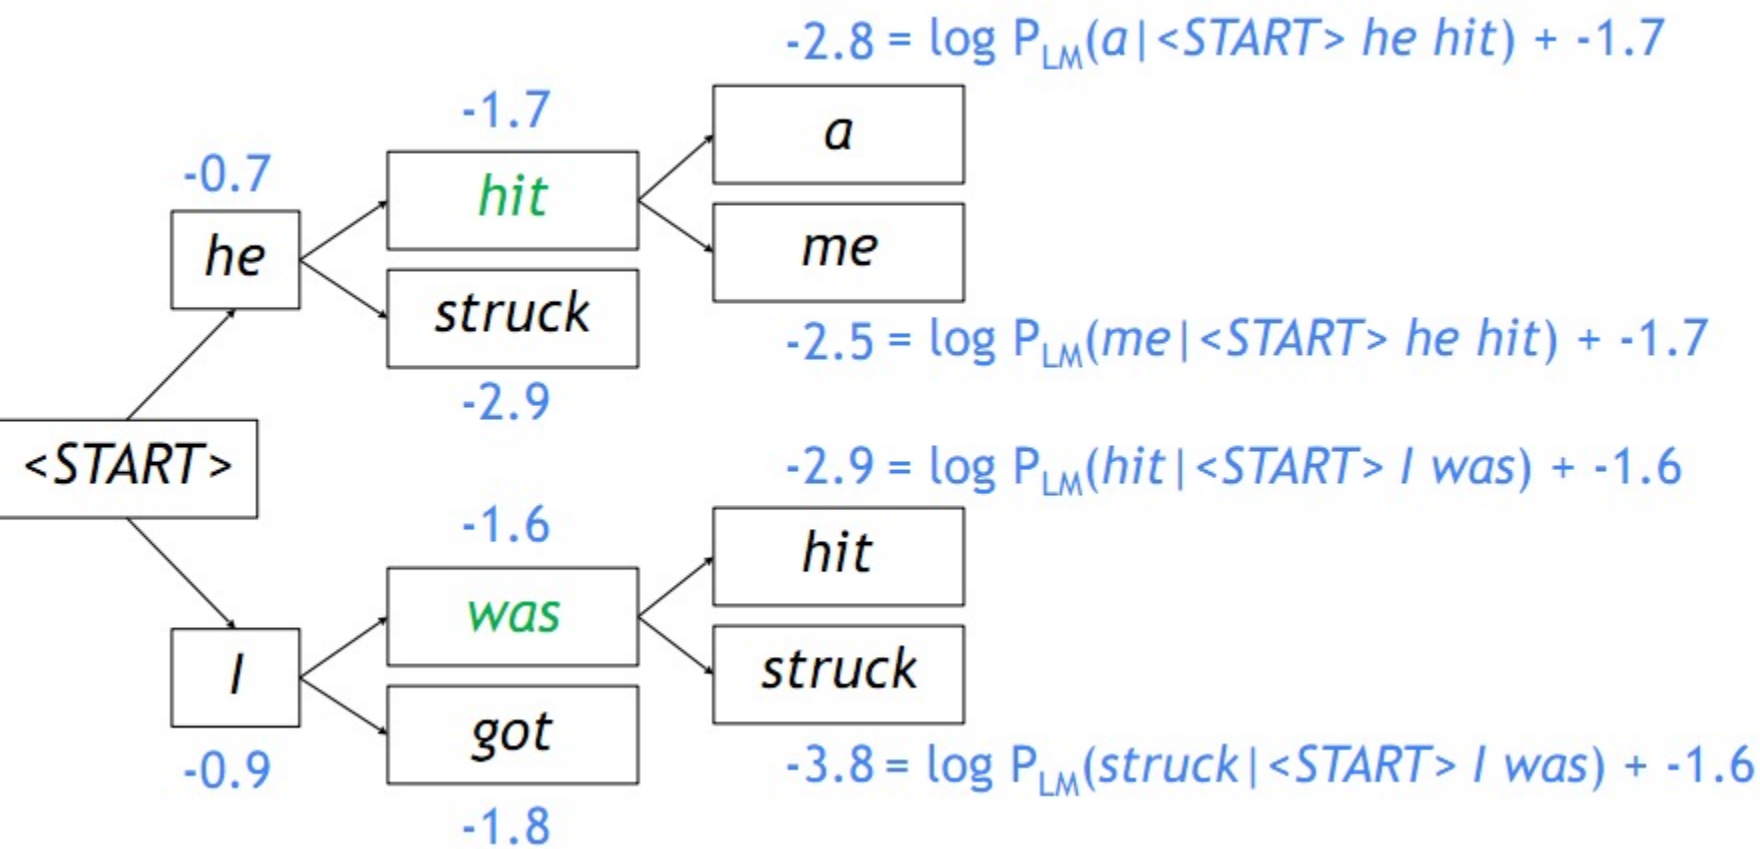 -2.8 = log P_LM(a|<START> he hit) + -1.7
-1.7
a
-0.7
hit
he
me
struck
-2.5 = log P_LM(me|<START> he hit) + -1.7
-2.9
<START>
-2.9 = log P_LM(hit|<START> I was) + -1.6
-1.6
hit
was
I
struck
got
-0.9
-3.8 = log P_LM(struck|<START> I was) + -1.6
-1.8